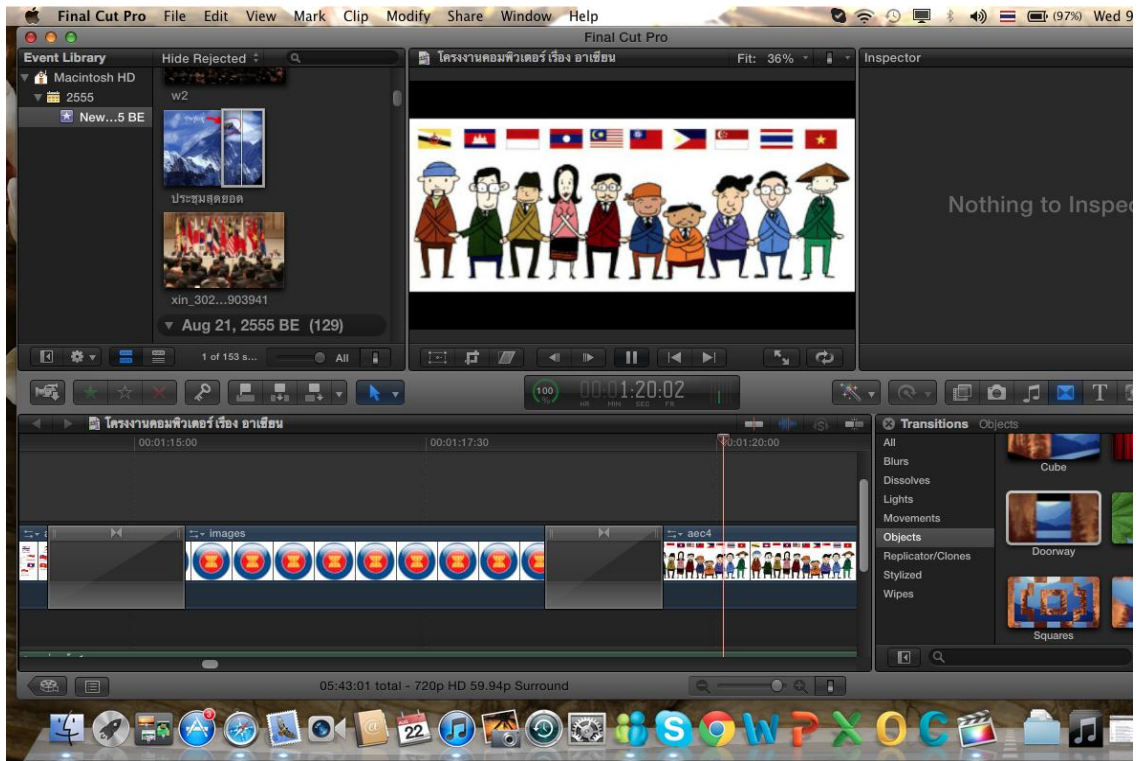 Final Cut Pro File Edit View Mark Clip Modify Share Window Help (97%) Wed 9
Final Cut Pro
Event Library
Hide Rejected
โครงงานคอมพิวเตอร์ เรื่อง อาเซียน
Fit: 36%
Inspector
Macintosh HD
2555
New...5 BE
w2
ประชุมสุดยอด
xin_302...903941
Aug 21, 2555 BE (129)
Nothing to Inspec
1 of 153 s...
All
100
%
00:00:1:20:02
HR MIN SEC FR
T
โครงงานคอมพิวเตอร์ เรื่อง อาเซียน
00:01:15:00
00:01:17:30
00:01:20:00
images
aec4
Transitions Objects
All
Blurs
Dissolves
Lights
Movements
Objects
Replicator/Clones
Stylized
Wipes
Cube
Doorway
Squares
05:43:01 total - 720p HD 59.94p Surround
3
22